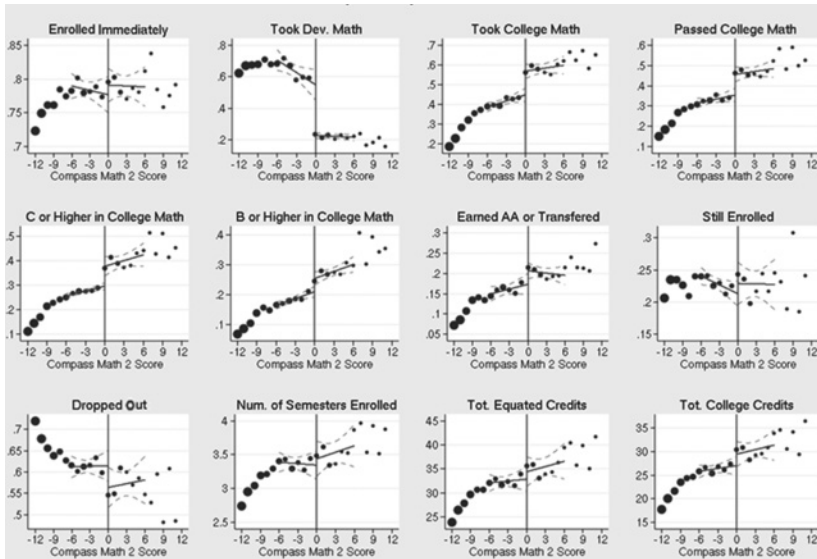 Enrolled Immediately
.85
.8
.75
.7
-12 -9 -6 -3 0 3 6 9 12
Compass Math 2 Score
Took Dev. Math
.8
.6
.4
.2
-12 -9 -6 -3 0 3 6 9 12
Compass Math 2 Score
Took College Math
.7
.6
.5
.4
.3
.2
-12 -9 -6 -3 0 3 6 9 12
Compass Math 2 Score
Passed College Math
.6
.5
.4
.3
.2
.1
-12 -9 -6 -3 0 3 6 9 12
Compass Math 2 Score
C or Higher in College Math
.5
.4
.3
.2
.1
-12 -9 -6 -3 0 3 6 9 12
Compass Math 2 Score
B or Higher in College Math
.4
.3
.2
.1
-12 -9 -6 -3 0 3 6 9 12
Compass Math 2 Score
Earned AA or Transfered
.3
.25
.2
.15
.1
.05
-12 -9 -6 -3 0 3 6 9 12
Compass Math 2 Score
Still Enrolled
.3
.25
.2
.15
-12 -9 -6 -3 0 3 6 9 12
Compass Math 2 Score
Dropped Out
.7
.65
.6
.55
.5
-12 -9 -6 -3 0 3 6 9 12
Compass Math 2 Score
Num. of Semesters Enrolled
4
3.5
3
2.5
-12 -9 -6 -3 0 3 6 9 12
Compass Math 2 Score
Tot. Equated Credits
45
40
35
30
25
-12 -9 -6 -3 0 3 6 9 12
Compass Math 2 Score
Tot. College Credits
35
30
25
20
15
-12 -9 -6 -3 0 3 6 9 12
Compass Math 2 Score